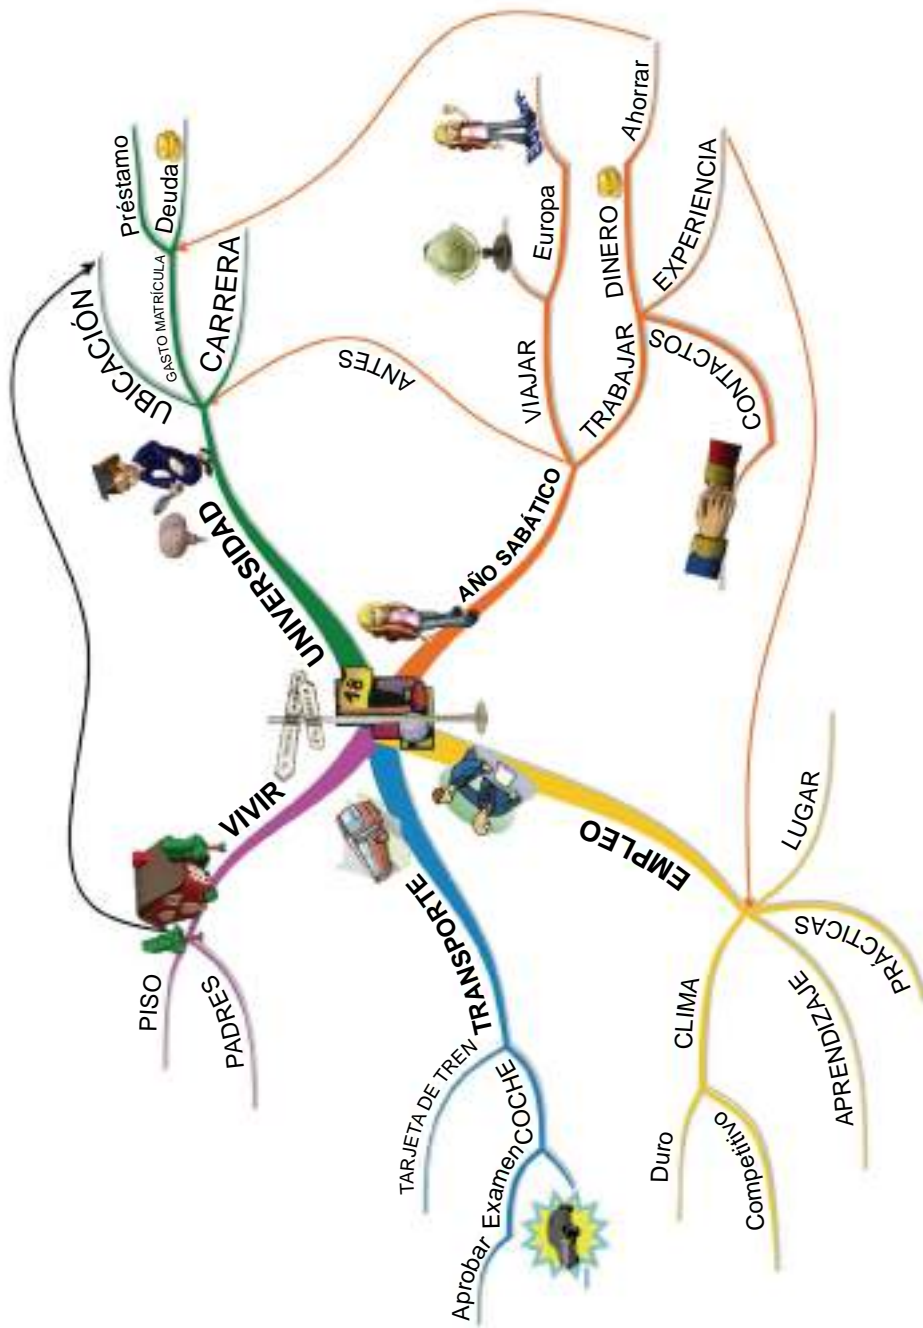 18
UNIVERSIDAD
UBICACIÓN
GASTO MATRÍCULA
Préstamo
Deuda
CARRERA
AÑO SABÁTICO
ANTES
VIAJAR
Europa
TRABAJAR
DINERO
Ahorrar
EXPERIENCIA
CONTACTOS
EMPLEO
LUGAR
PRÁCTICAS
APRENDIZAJE
CLIMA
Competitivo
Duro
TRANSPORTE
COCHE
Examen
Aprobar
TARJETA DE TREN
VIVIR
PADRES
PISO